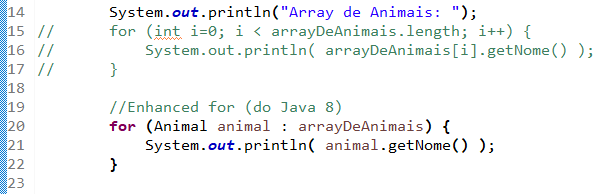 14 System.out.println("Array de Animais: ");
15 // for (int i=0; i < arrayDeAnimais.length; i++) {
16 // System.out.println( arrayDeAnimais[i].getNome() );
17 // }
18
19 //Enhanced for (do Java 8)
20 for (Animal animal : arrayDeAnimais) {
21 System.out.println( animal.getNome() );
22 }
23